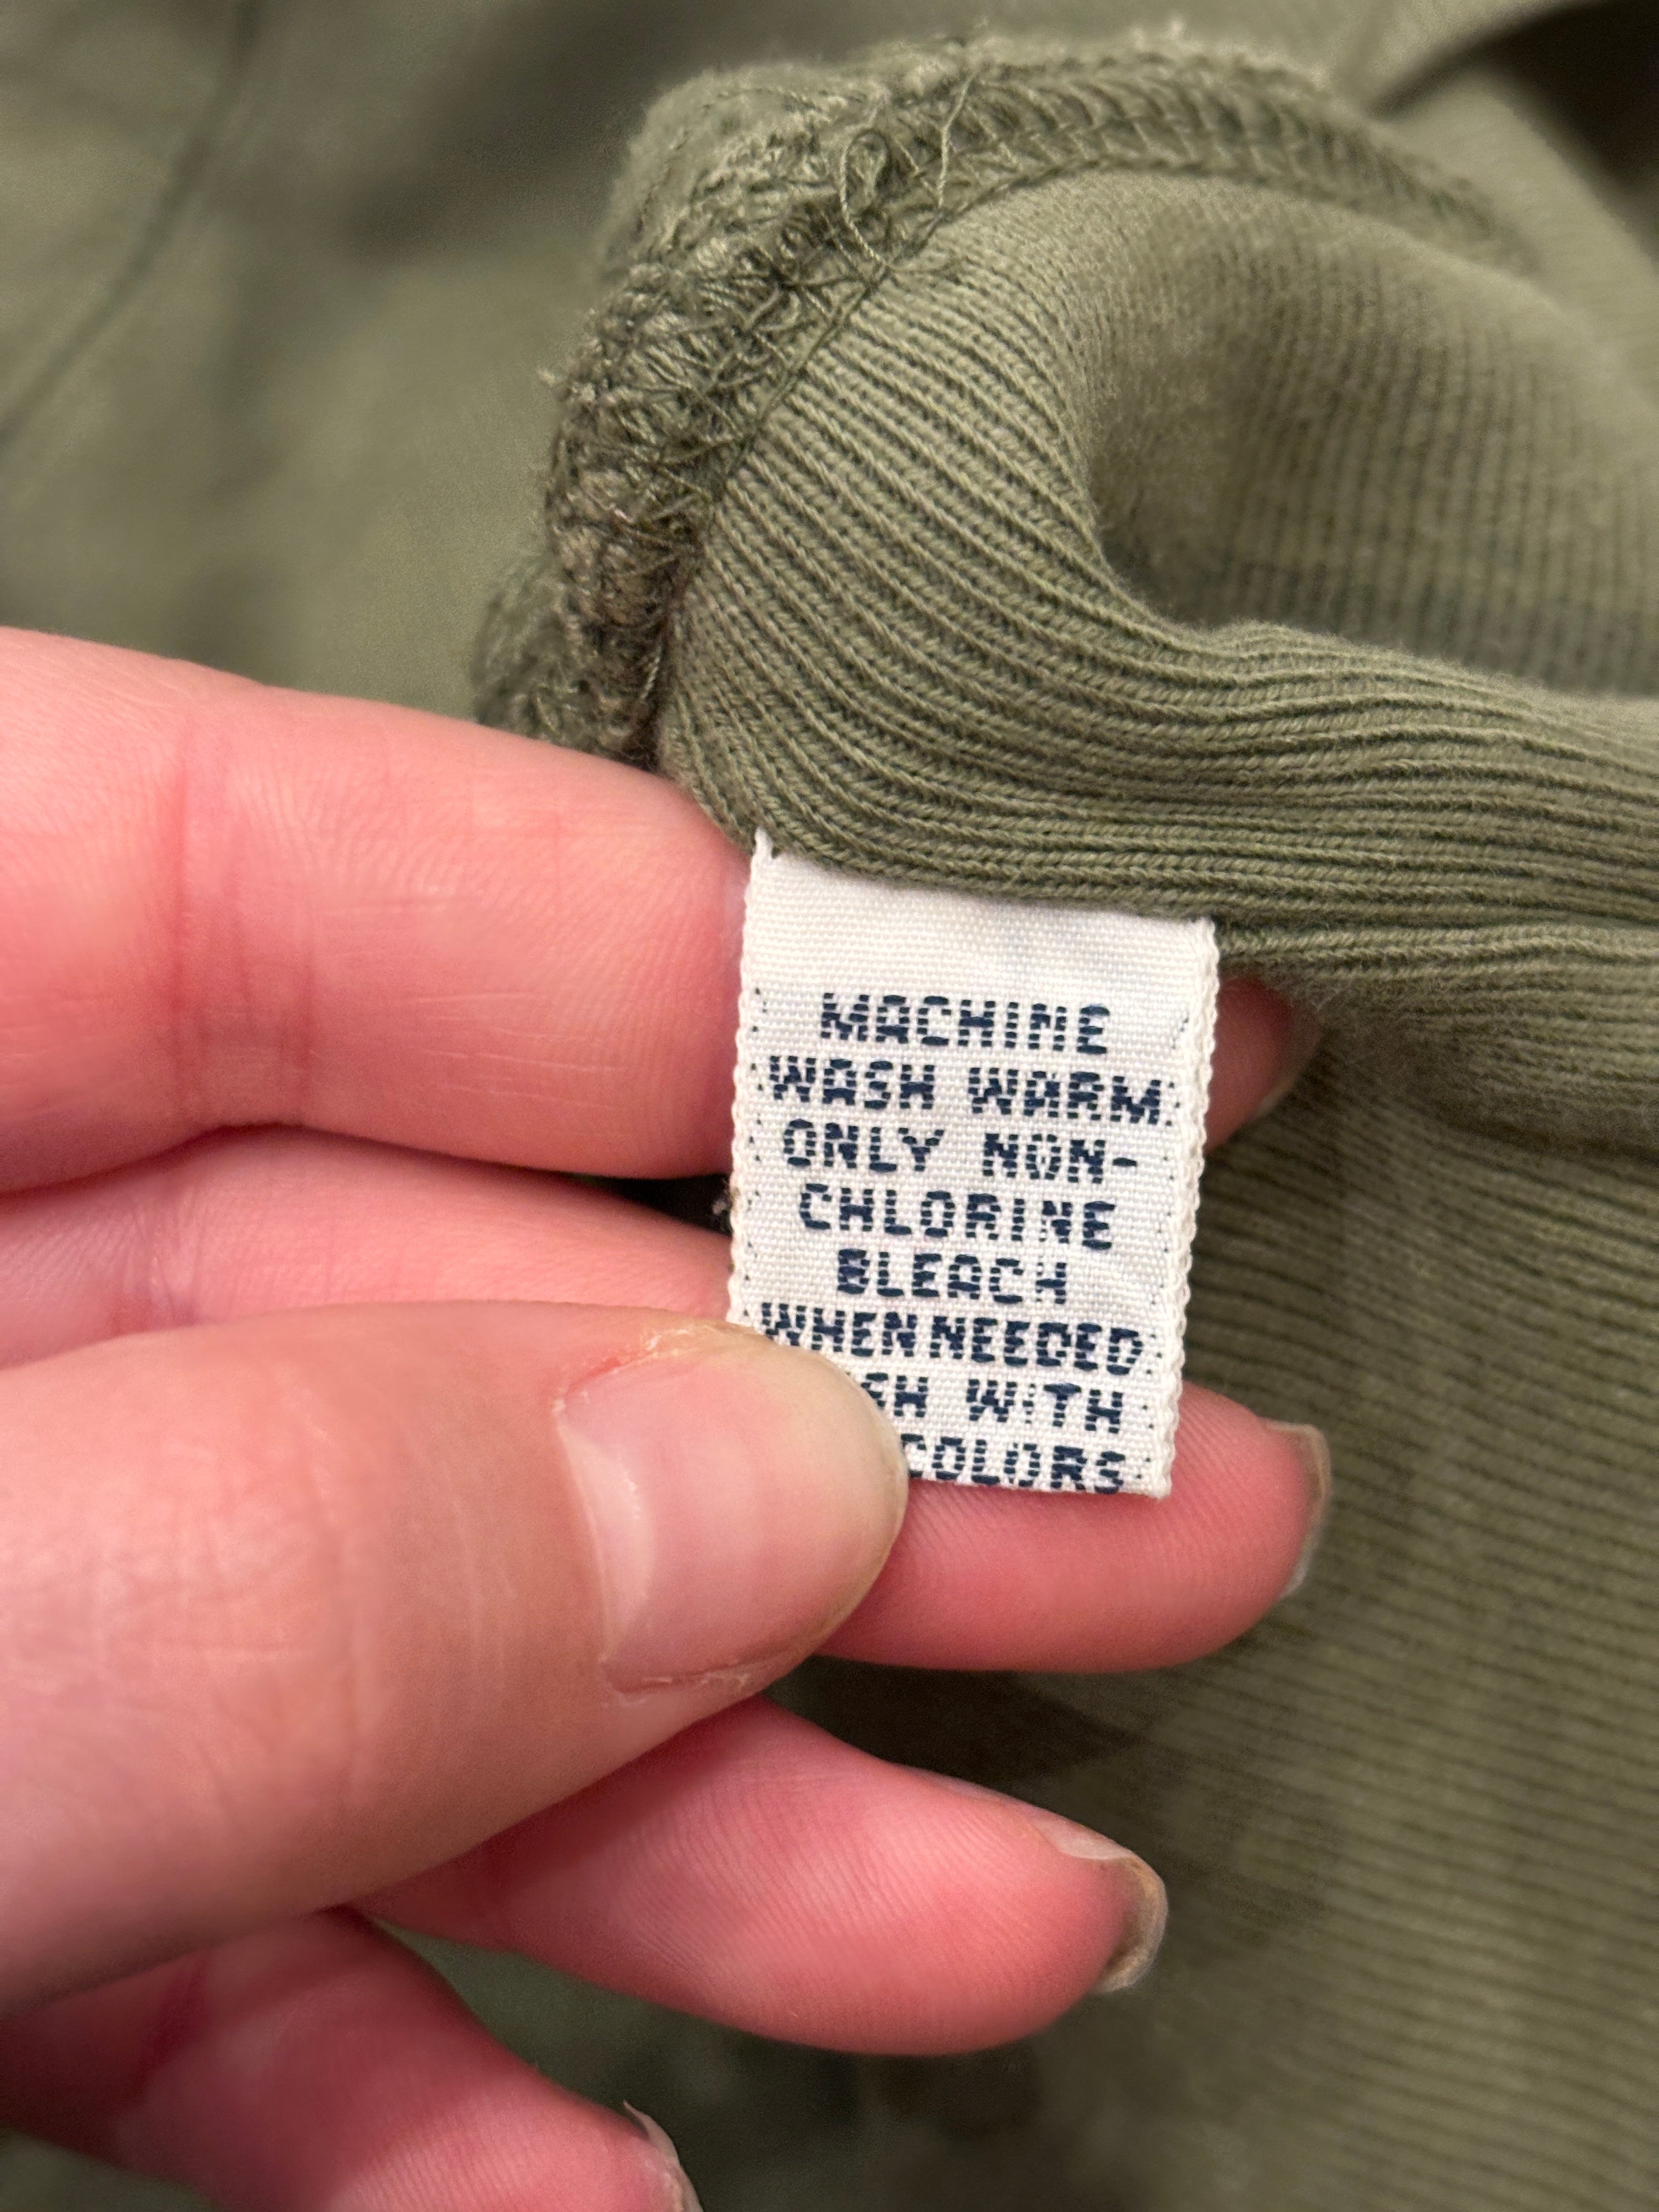 MACHINE
WASH WARM
ONLY NON-
CHLORINE
BLEACH
WHEN NEEDED
WITH
COLORS